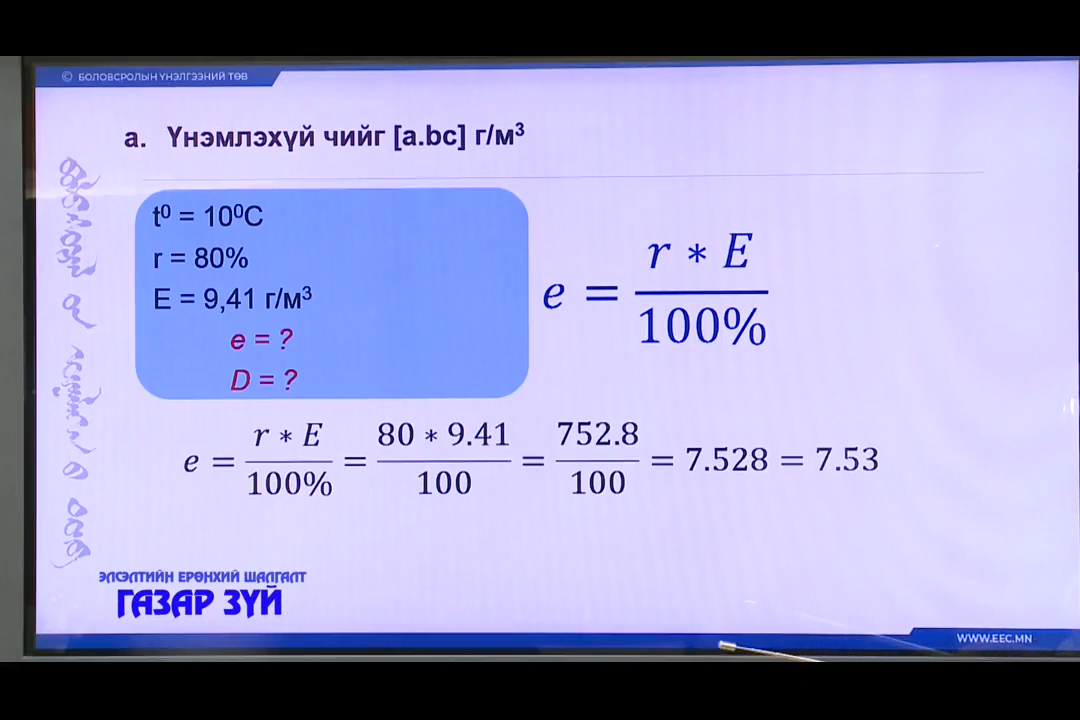 © БОЛОВСРОЛЫН ҮНЭЛГЭЭНИЙ ТӨВ
a. Үнэмлэхүй чийг [a.bc] г/м³
t⁰ = 10⁰C
r = 80%
E = 9,41 г/м³
e = ?
D = ?
e = r * E / 100%
e = r * E / 100% = 80 * 9.41 / 100 = 752.8 / 100 = 7.528 = 7.53
ЭЛСЭЛТИЙН ЕРӨНХИЙ ШАЛГАЛТ
ГАЗАР ЗҮЙ
WWW.EEC.MN